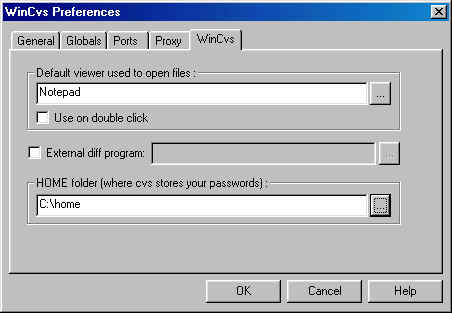 WinCvs Preferences
General Globals Ports Proxy WinCvs
Default viewer used to open files :
Notepad ...
Use on double click
External diff program: ...
HOME folder (where cvs stores your passwords) :
C:\home ...
OK Cancel Help